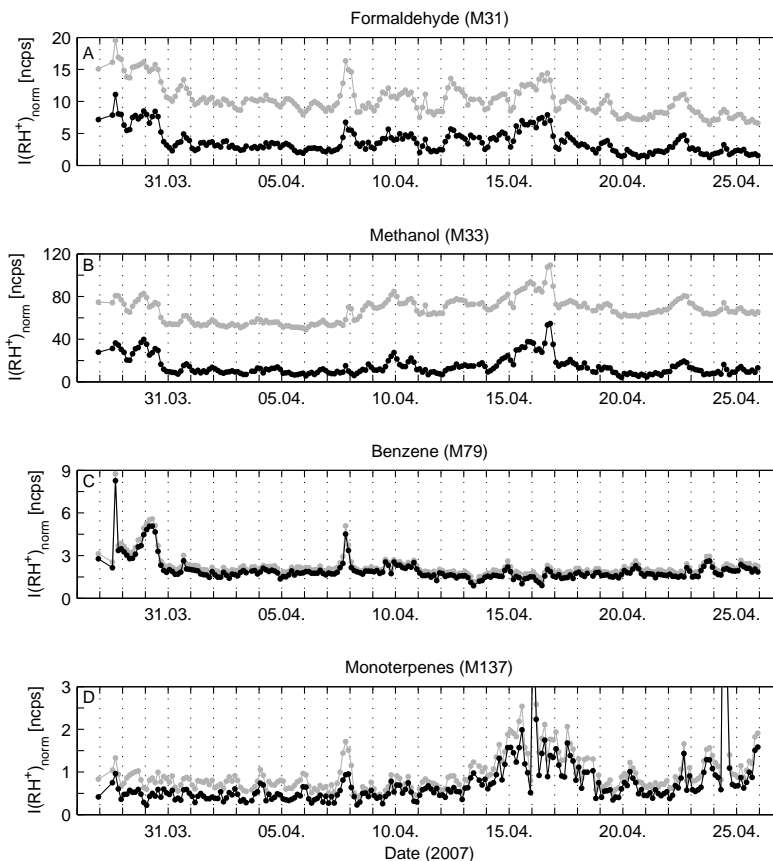 Formaldehyde (M31)
A
I(RH⁺)norm [ncps]
20
15
10
5
0
31.03. 05.04. 10.04. 15.04. 20.04. 25.04.
Methanol (M33)
B
I(RH⁺)norm [ncps]
120
80
40
0
31.03. 05.04. 10.04. 15.04. 20.04. 25.04.
Benzene (M79)
C
I(RH⁺)norm [ncps]
9
6
3
0
31.03. 05.04. 10.04. 15.04. 20.04. 25.04.
Monoterpenes (M137)
D
I(RH⁺)norm [ncps]
3
2
1
0
31.03. 05.04. 10.04. 15.04. 20.04. 25.04.
Date (2007)